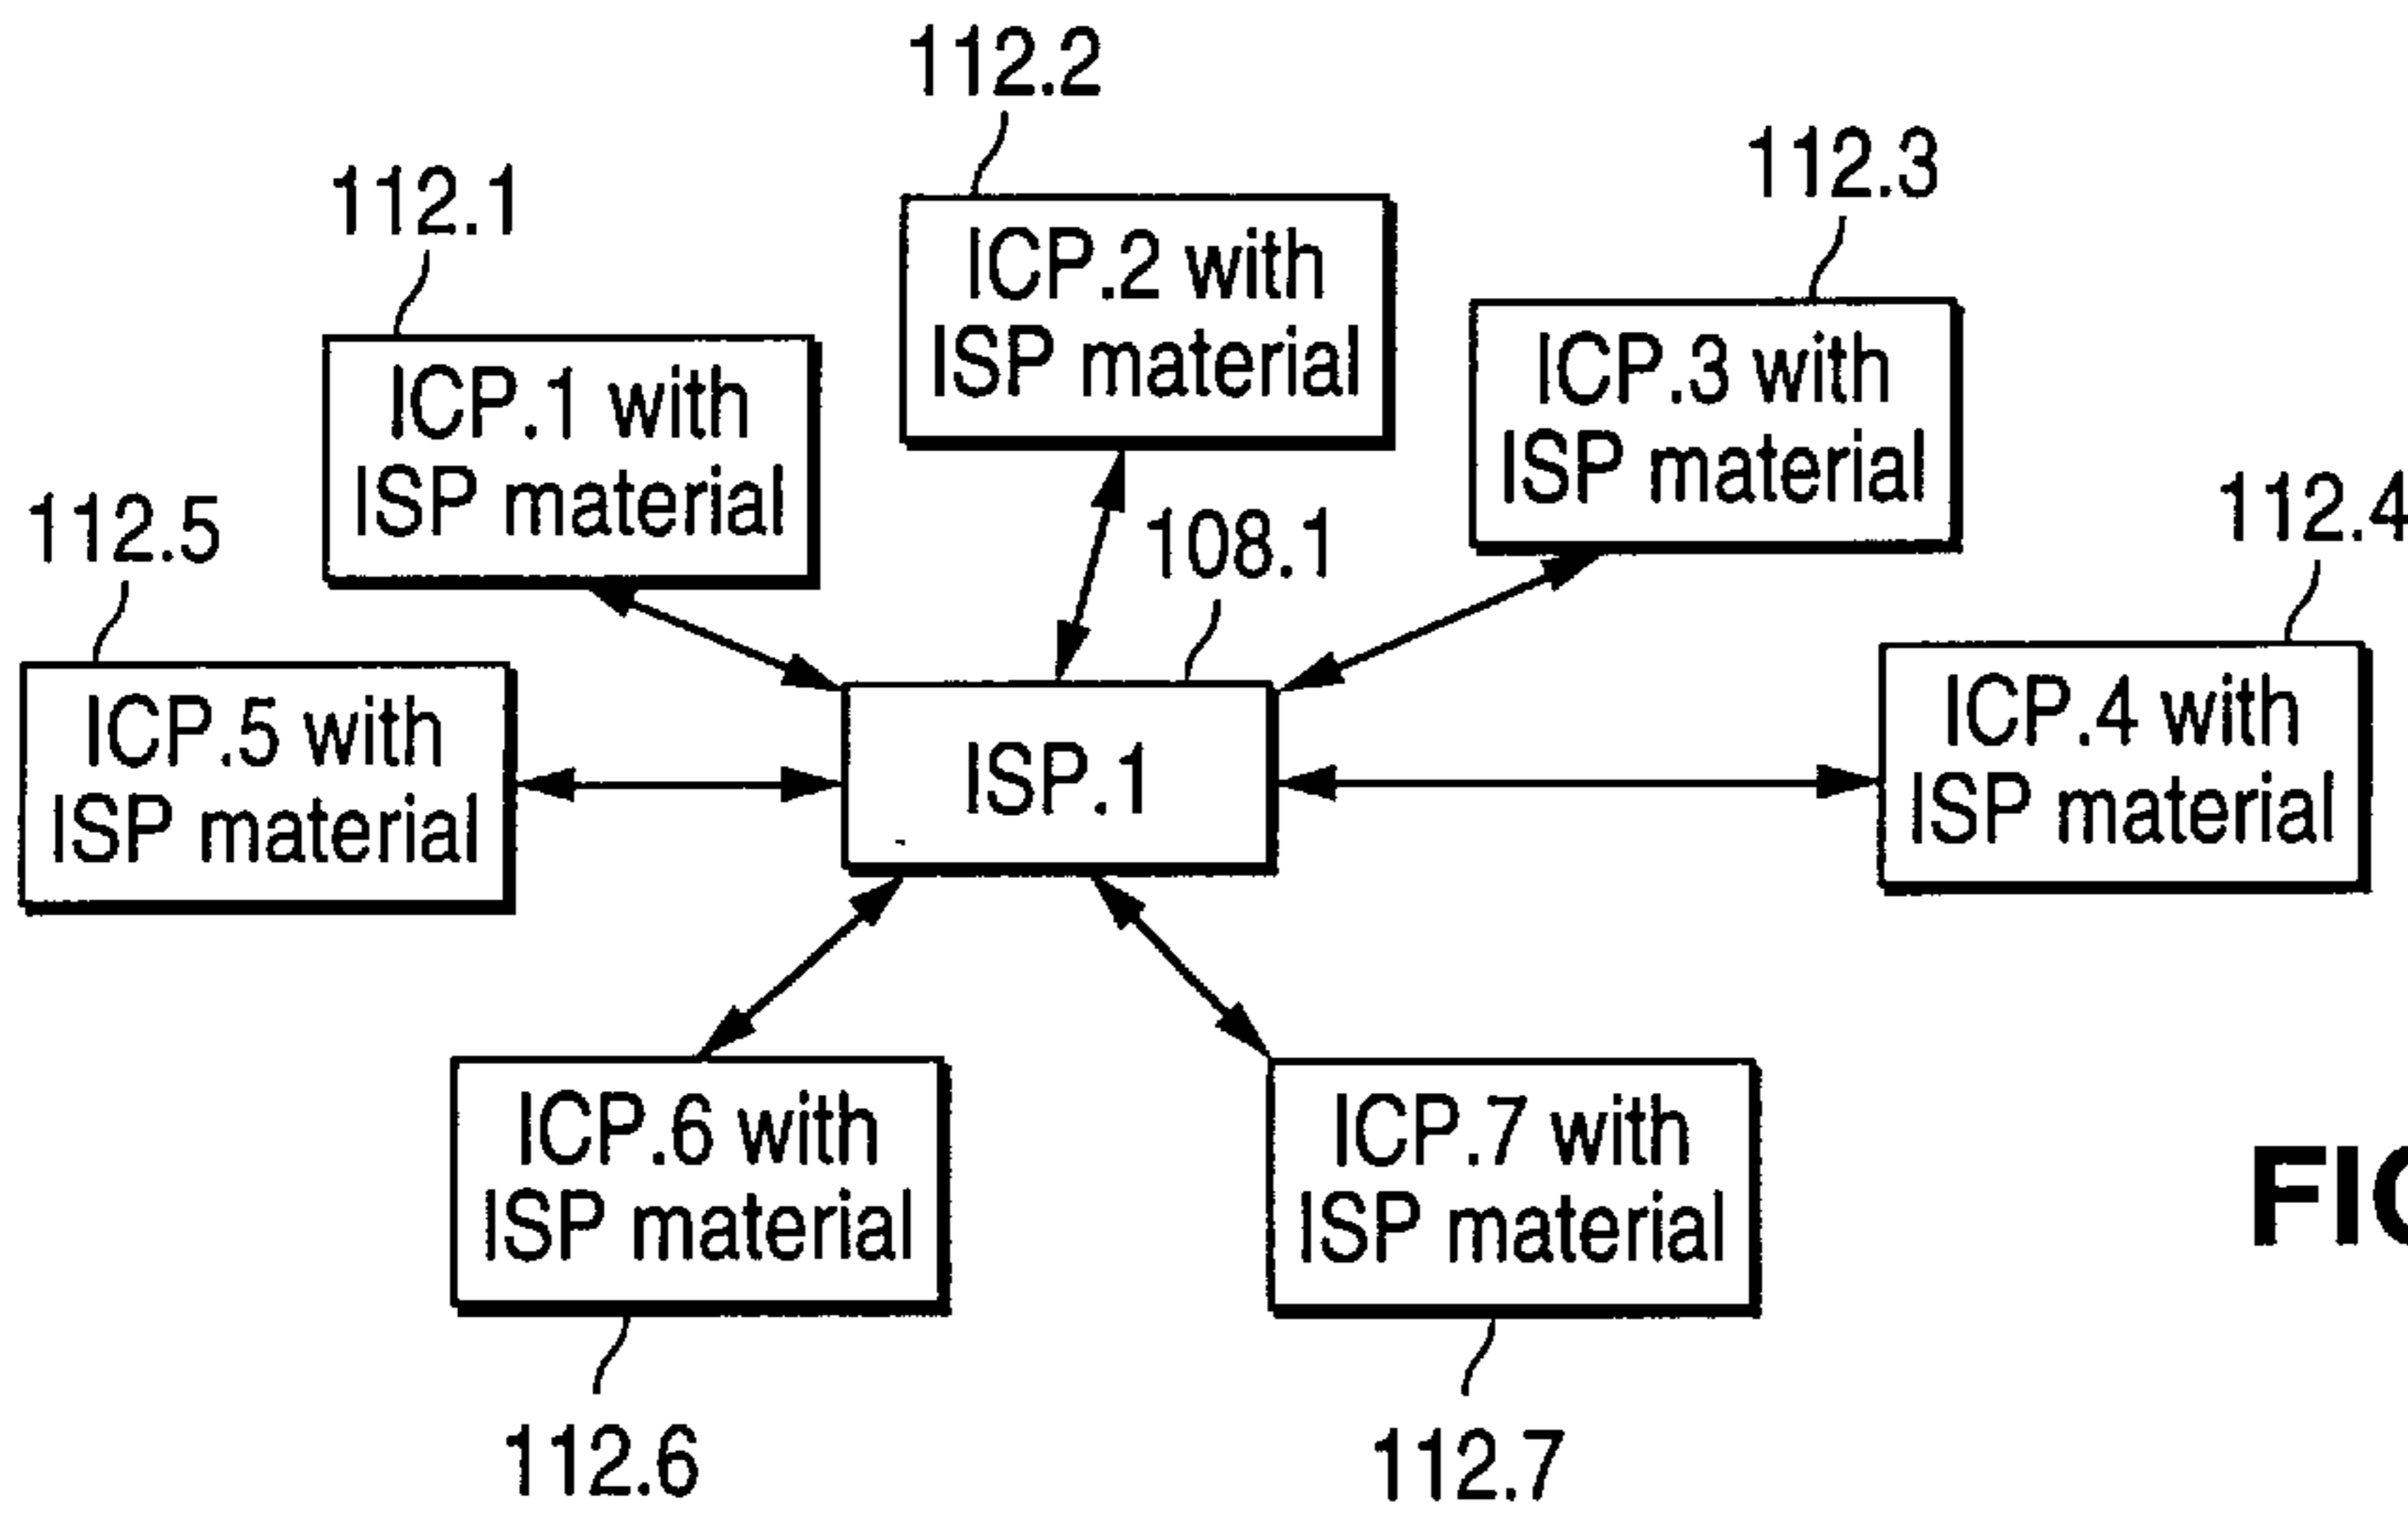 112.2
112.3
112.1
ICP.2 with
ISP material
ICP.3 with
ISP material
ICP.1 with
ISP material
112.4
112.5
108.1
ICP.5 with
ISP material
ISP.1
ICP.4 with
ISP material
ICP.6 with
ISP material
ICP.7 with
ISP material
112.6
112.7